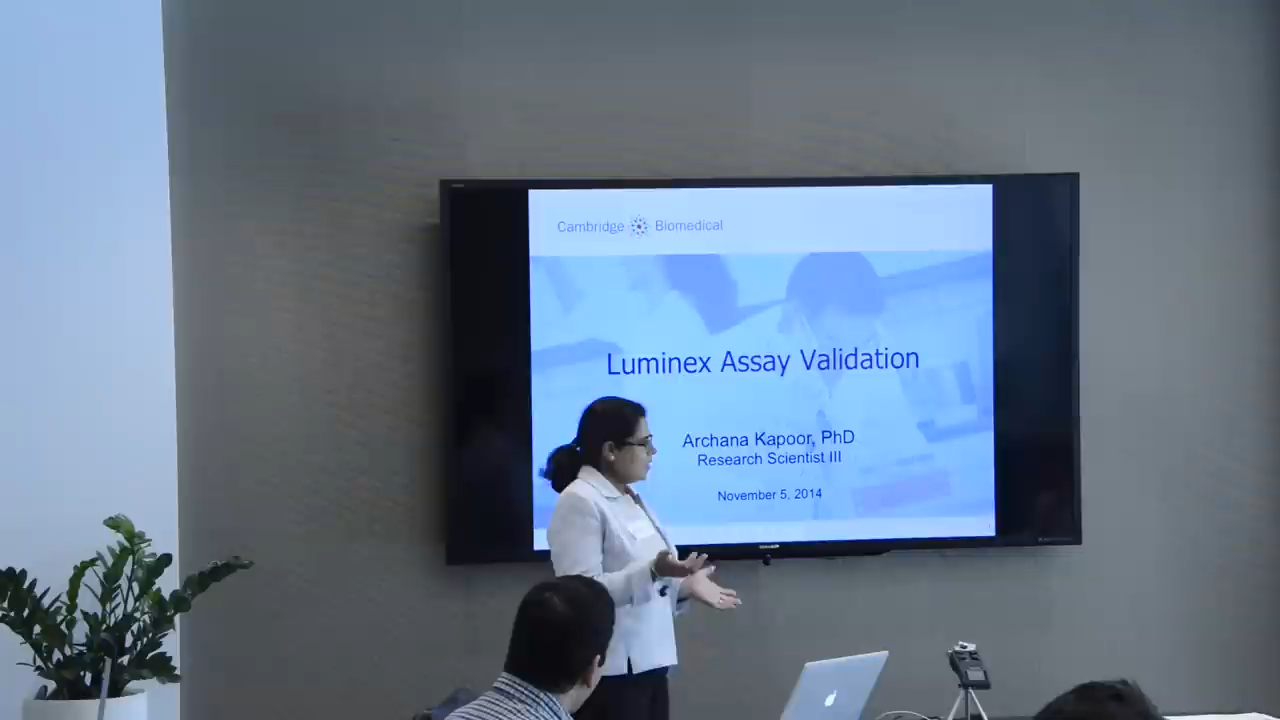 Cambridge Biomedical
Luminex Assay Validation
Archana Kapoor, PhD
Research Scientist III
November 5, 2014